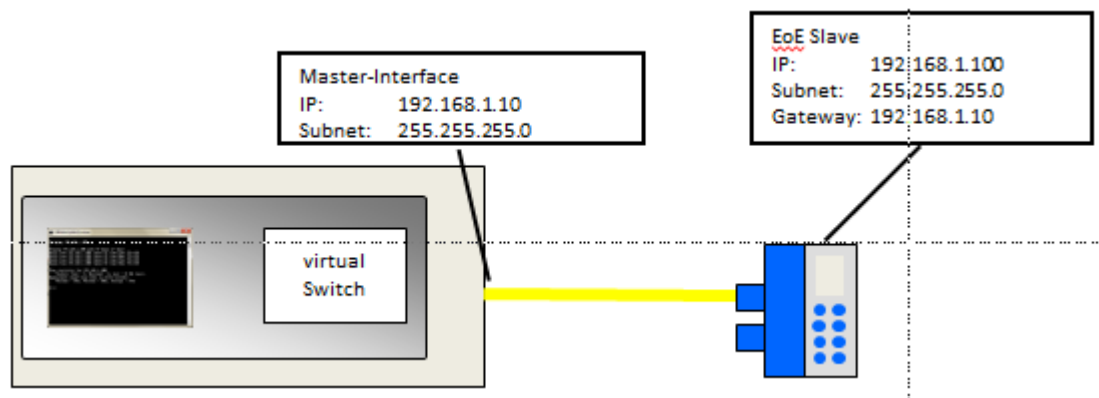 Master-Interface
IP: 192.168.1.10
Subnet: 255.255.255.0
EoE Slave
IP: 192.168.1.100
Subnet: 255.255.255.0
Gateway: 192.168.1.10
virtual
Switch